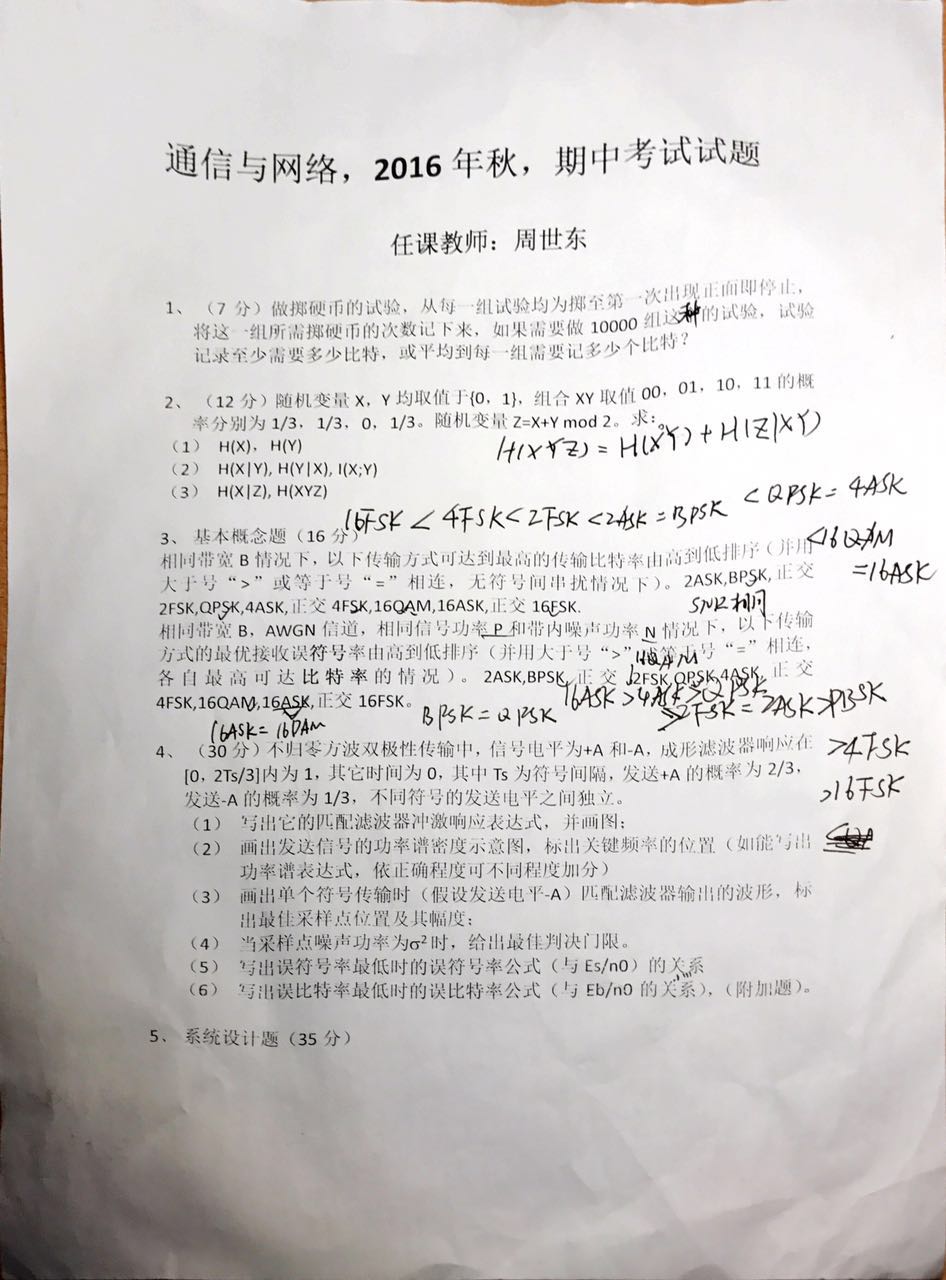 通信与网络，2016 年秋，期中考试试题
任课教师：周世东
1、（7 分）做掷硬币的试验，从每一组试验均为掷至第一次出现正面即停止，
将这一组所需掷硬币的次数记下来，如果需要做 10000 组这种的试验，试验
记录至少需要多少比特，或平均到每一组需要记多少个比特？
2、（12 分）随机变量 X，Y 均取值于{0，1}，组合 XY 取值 00，01，10，11 的概
率分别为 1/3，1/3，0，1/3。随机变量 Z=X+Y mod 2。求：
（1） H(X)，H(Y)
H(XYZ) = H(XY) + H(Z|XY)
（2） H(X|Y), H(Y|X), I(X;Y)
（3） H(X|Z), H(XYZ)
16FSK < 4FSK < 2FSK < 2ASK = BPSK < QPSK = 4ASK
<16QAM
=16ASK
3、基本概念题（16 分）
相同带宽 B 情况下，以下传输方式可达到最高的传输比特率由高到低排序（并用
大于号“>”或等于号“=”相连，无符号间串扰情况下）。2ASK,BPSK,正交
2FSK,QPSK,4ASK,正交 4FSK,16QAM,16ASK,正交 16FSK.
SNR相同
相同带宽 B，AWGN 信道，相同信号功率 P 和带内噪声功率 N 情况下，以下传输
方式的最优接收误符号率由高到低排序（并用大于号“>”或等于号“=”相连，
各自最高可达比特率的情况）。2ASK,BPSK,正交 2FSK,QPSK,4ASK,正交
4FSK,16QAM,16ASK,正交 16FSK。
16QAM
16ASK > 4ASK > QPSK
>2FSK = 2ASK > BPSK
>4FSK
>16FSK
BPSK = QPSK
16ASK = 16QAM
4、（30 分）不归零方波双极性传输中，信号电平为+A 和-A，成形滤波器响应在
[0，2Ts/3]内为 1，其它时间为 0，其中 Ts 为符号间隔，发送+A 的概率为 2/3，
发送-A 的概率为 1/3，不同符号的发送电平之间独立。
（1） 写出它的匹配滤波器冲激响应表达式，并画图；
（2） 画出发送信号的功率谱密度示意图，标出关键频率的位置（如能写出
功率谱表达式，依正确程度可不同程度加分）
（3） 画出单个符号传输时（假设发送电平-A）匹配滤波器输出的波形，标
出最佳采样点位置及其幅度；
（4） 当采样点噪声功率为σ²时，给出最佳判决门限。
（5） 写出误符号率最低时的误符号率公式（与 Es/n0）的关系
（6） 写出误比特率最低时的误比特率公式（与 Eb/n0 的关系），（附加题）。
5、系统设计题（35 分）